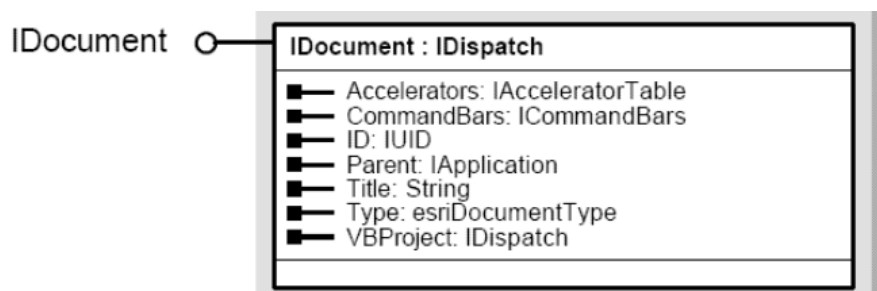 IDocument
IDocument : IDispatch
Accelerators: IAcceleratorTable
CommandBars: ICommandBars
ID: IUID
Parent: IApplication
Title: String
Type: esriDocumentType
VBProject: IDispatch